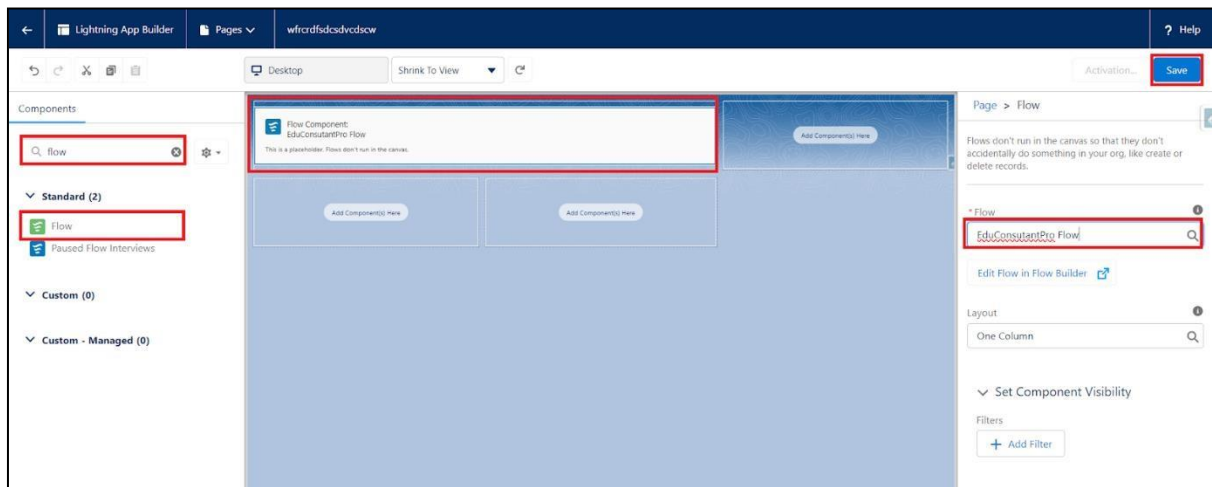 Lightning App Builder
Pages
wfrcrdfsdcsdvcdscw
? Help
Desktop
Shrink To View
Activation...
Save
Components
flow
Standard (2)
Flow
Paused Flow Interviews
Custom (0)
Custom - Managed (0)
Flow Component:
EduConsutantPro Flow
This is a placeholder. Flows don't run in the canvas.
Add Component(s) Here
Add Component(s) Here
Add Component(s) Here
Page > Flow
Flows don't run in the canvas so that they don't
accidentally do something in your org, like create or
delete records.
* Flow
EduConsutantPro Flow
Edit Flow in Flow Builder
Layout
One Column
Set Component Visibility
Filters
+ Add Filter